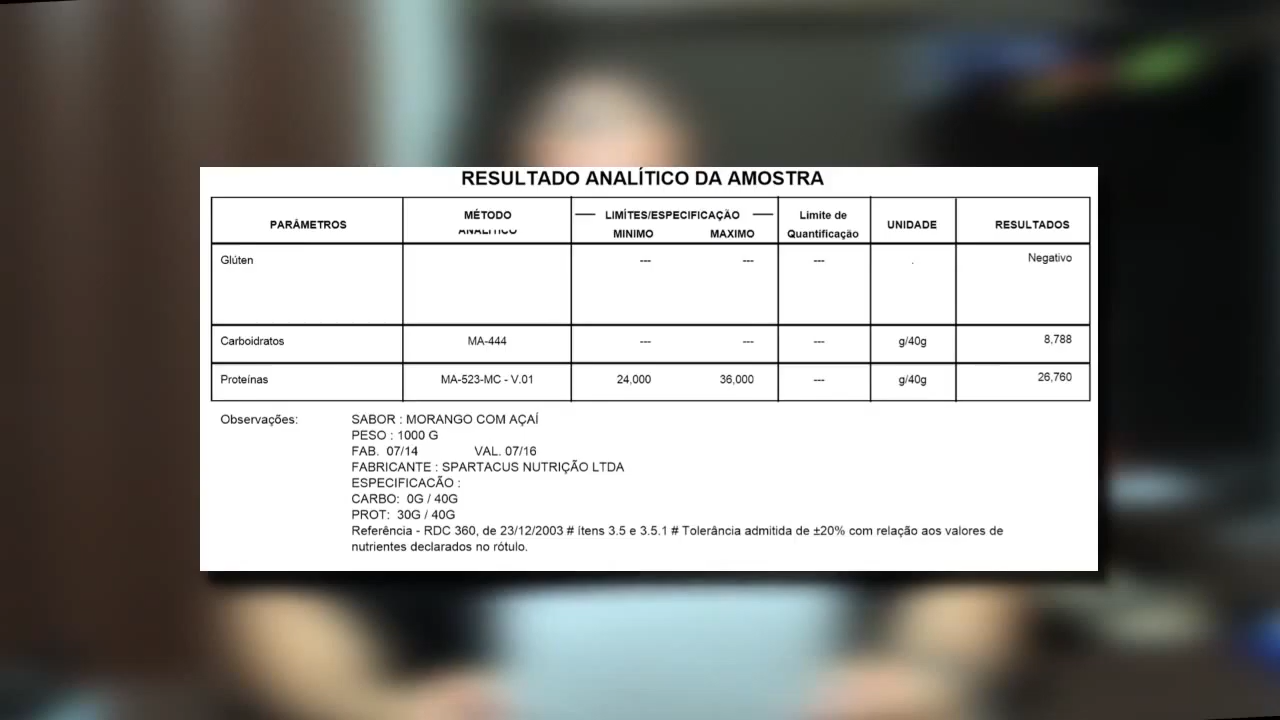 RESULTADO ANALÍTICO DA AMOSTRA
PARÂMETROS MÉTODO ANALÍTICO LIMÍTES/ESPECIFICAÇÃO MINIMO MAXIMO Limite de Quantificação UNIDADE RESULTADOS
Glúten --- --- --- . Negativo
Carboidratos MA-444 --- --- --- g/40g 8,788
Proteínas MA-523-MC - V.01 24,000 36,000 --- g/40g 26,760
Observações: SABOR : MORANGO COM AÇAÍ
PESO : 1000 G
FAB. 07/14 VAL. 07/16
FABRICANTE : SPARTACUS NUTRIÇÃO LTDA
ESPECIFICACÃO :
CARBO: 0G / 40G
PROT: 30G / 40G
Referência - RDC 360, de 23/12/2003 # ítens 3.5 e 3.5.1 # Tolerância admitida de ±20% com relação aos valores de
nutrientes declarados no rótulo.